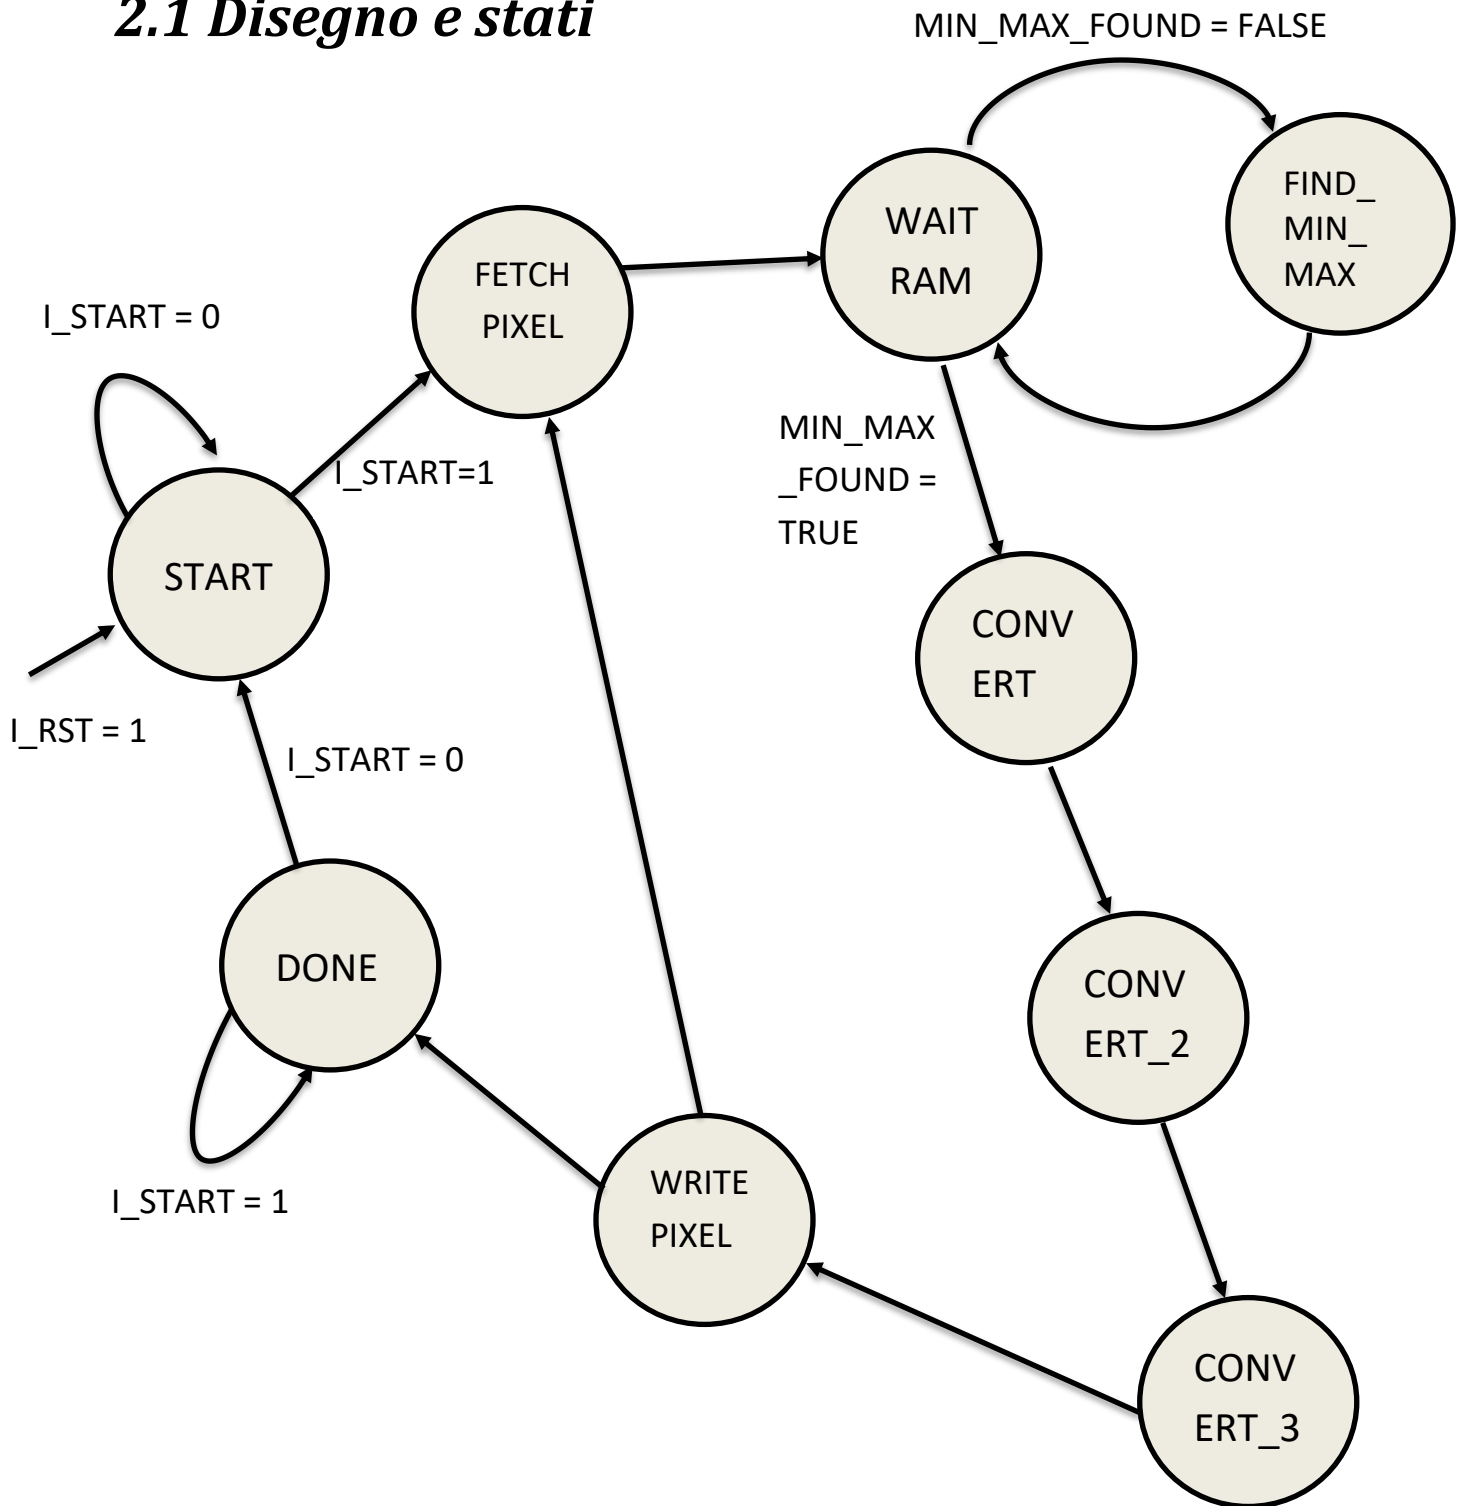 2.1 Disegno e stati
MIN_MAX_FOUND = FALSE
FIND_
MIN_
MAX
WAIT
RAM
FETCH
PIXEL
I_START = 0
I_START=1
MIN_MAX
_FOUND =
TRUE
START
CONV
ERT
I_RST = 1
I_START = 0
DONE
CONV
ERT_2
I_START = 1
WRITE
PIXEL
CONV
ERT_3